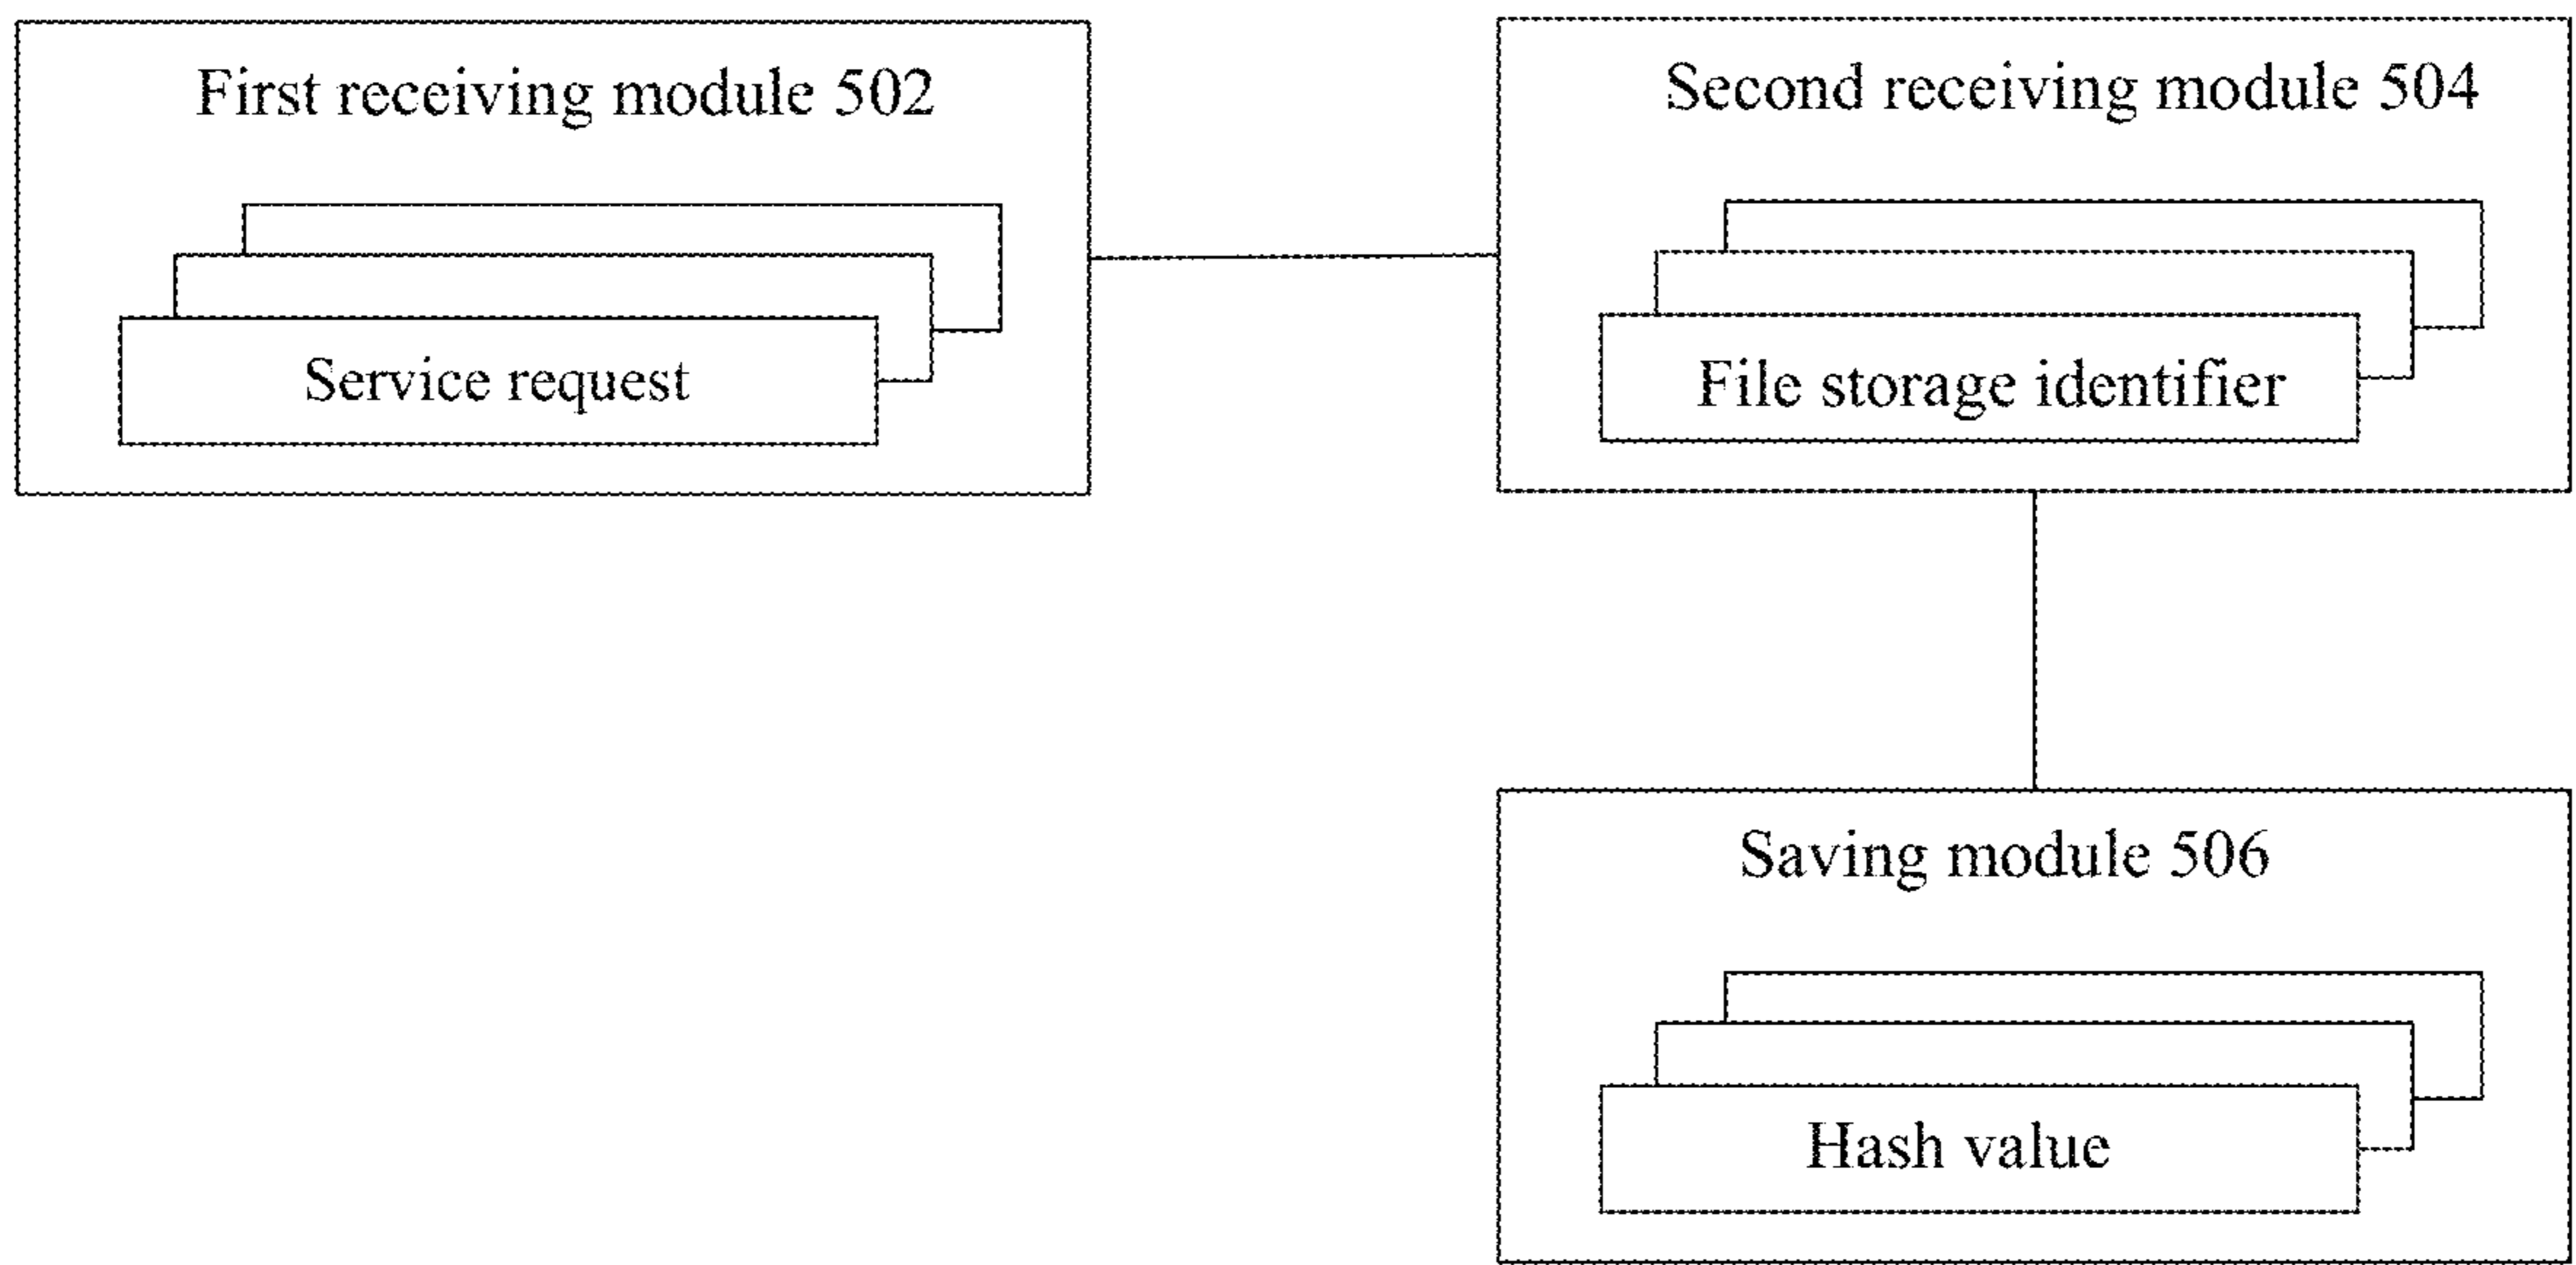 First receiving module 502
Second receiving module 504
Service request
File storage identifier
Saving module 506
Hash value